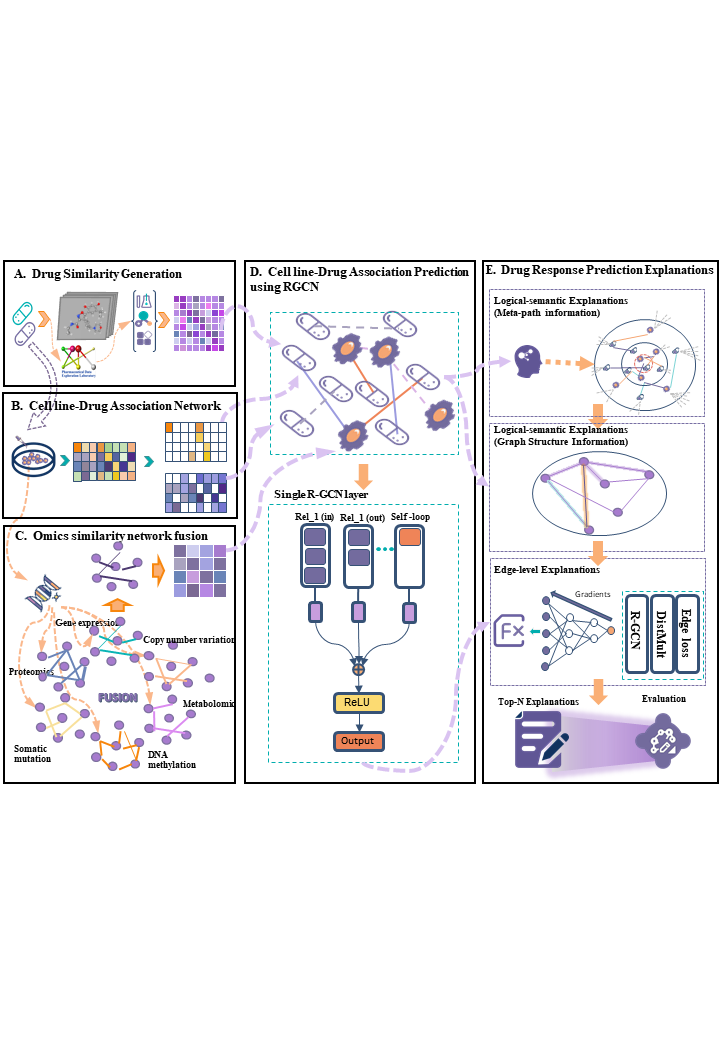 A. Drug Similarity Generation
Pharmaceutical Data
Exploration Laboratory
B. Cell line-Drug Association Network
C. Omics similarity network fusion
Gene expression
Copy number variation
Proteomics
FUSION
Metabolomic
Somatic
mutation
DNA
methylation
D. Cell line-Drug Association Prediction
using RGCN
Single R-GCN layer
Rel_1 (in)
Rel_1 (out)
Self -loop
ReLU
Output
E. Drug Response Prediction Explanations
Logical-semantic Explanations
(Meta-path information)
Logical-semantic Explanations
(Graph Structure Information)
Edge-level Explanations
Gradients
Fx
R-GCN
DistMult
Edge loss
Top-N Explanations
Evaluation